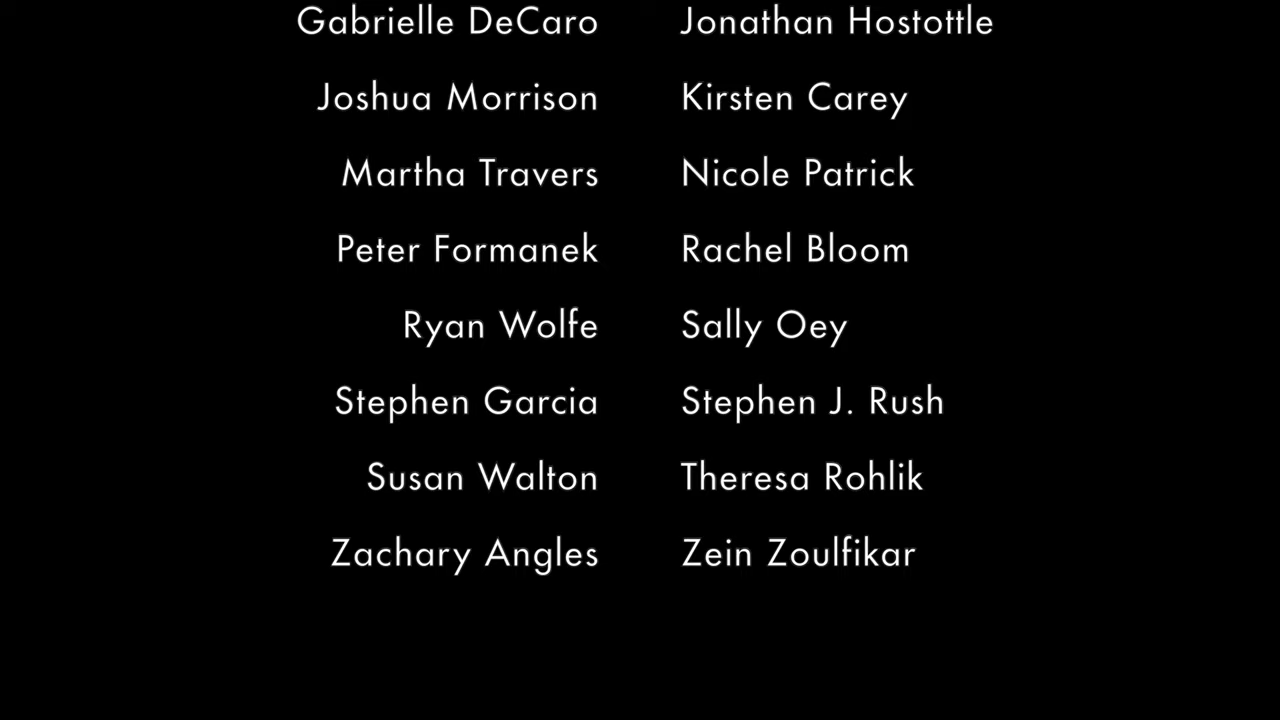 Gabrielle DeCaro Jonathan Hostottle
Joshua Morrison Kirsten Carey
Martha Travers Nicole Patrick
Peter Formanek Rachel Bloom
Ryan Wolfe Sally Oey
Stephen Garcia Stephen J. Rush
Susan Walton Theresa Rohlik
Zachary Angles Zein Zoulfikar